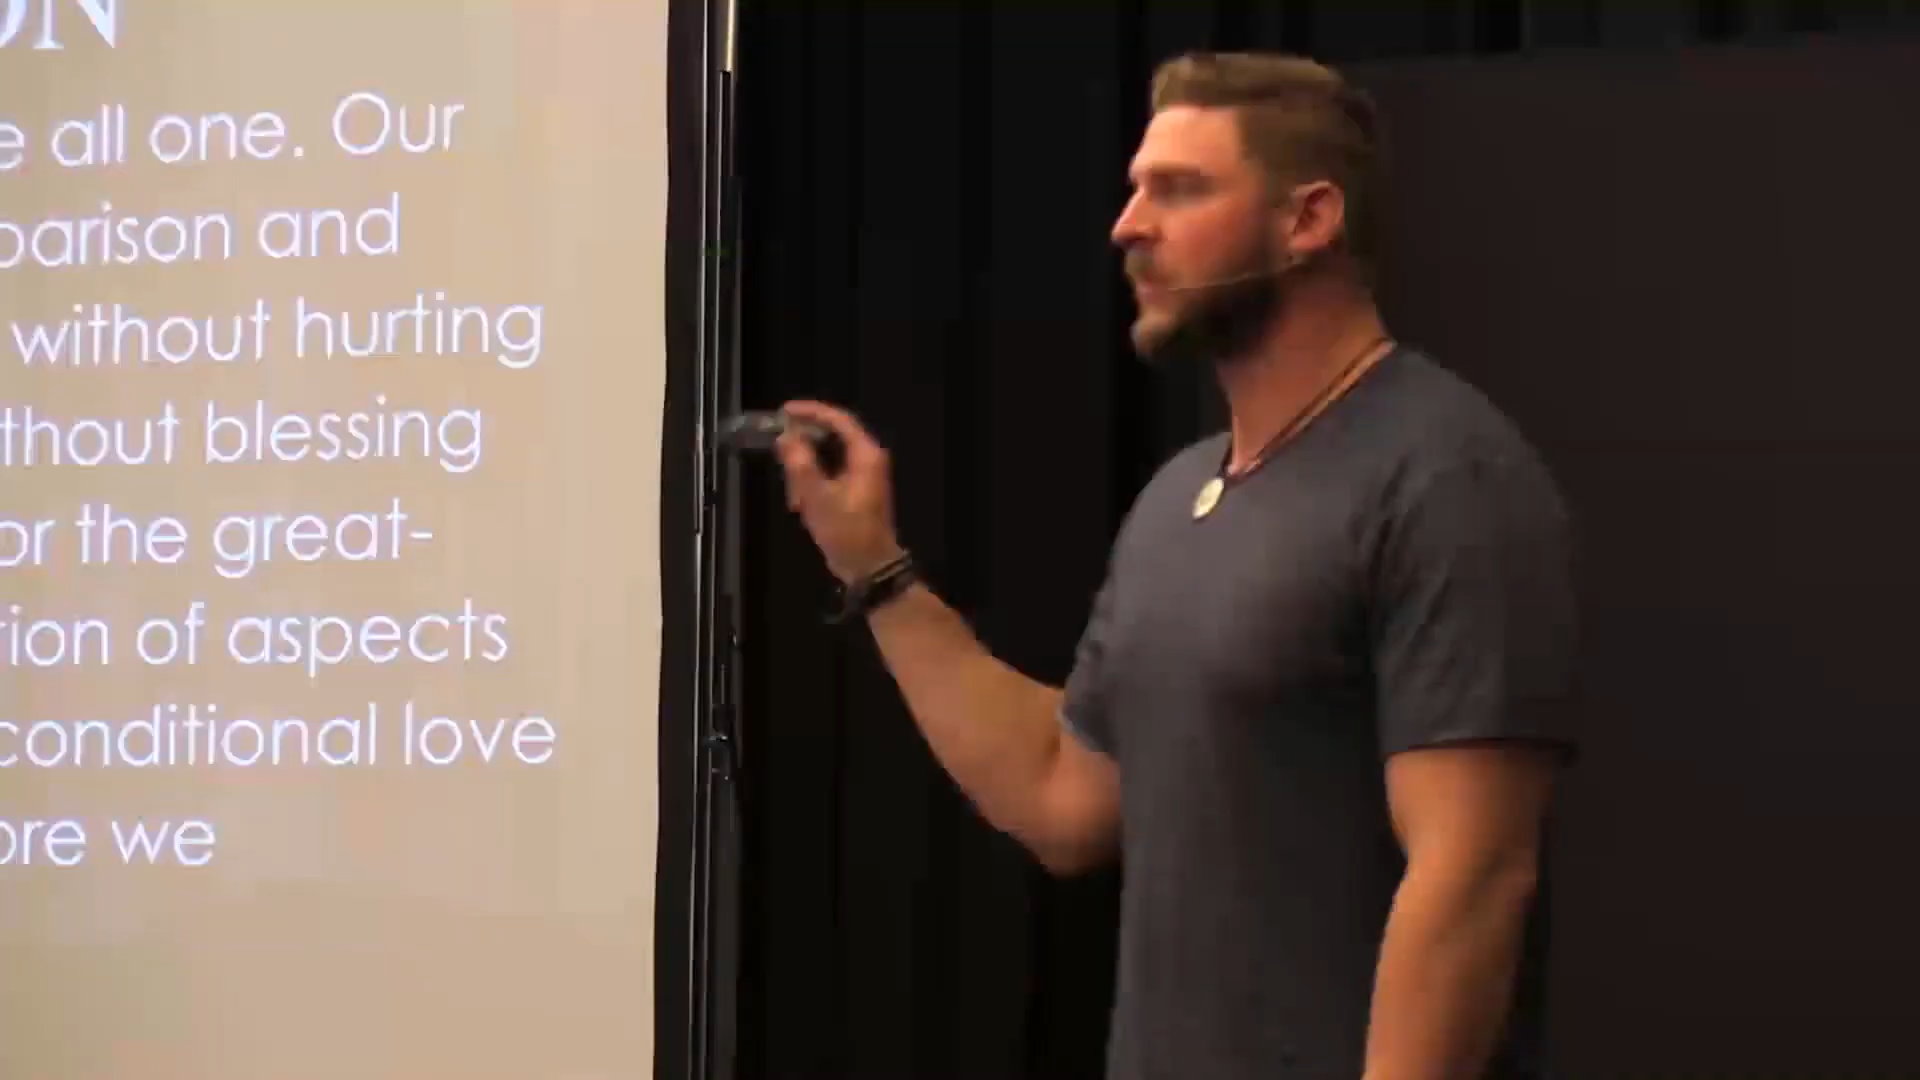 ON
e all one. Our
parison and
without hurting
thout blessing
or the great-
tion of aspects
conditional love
ore we